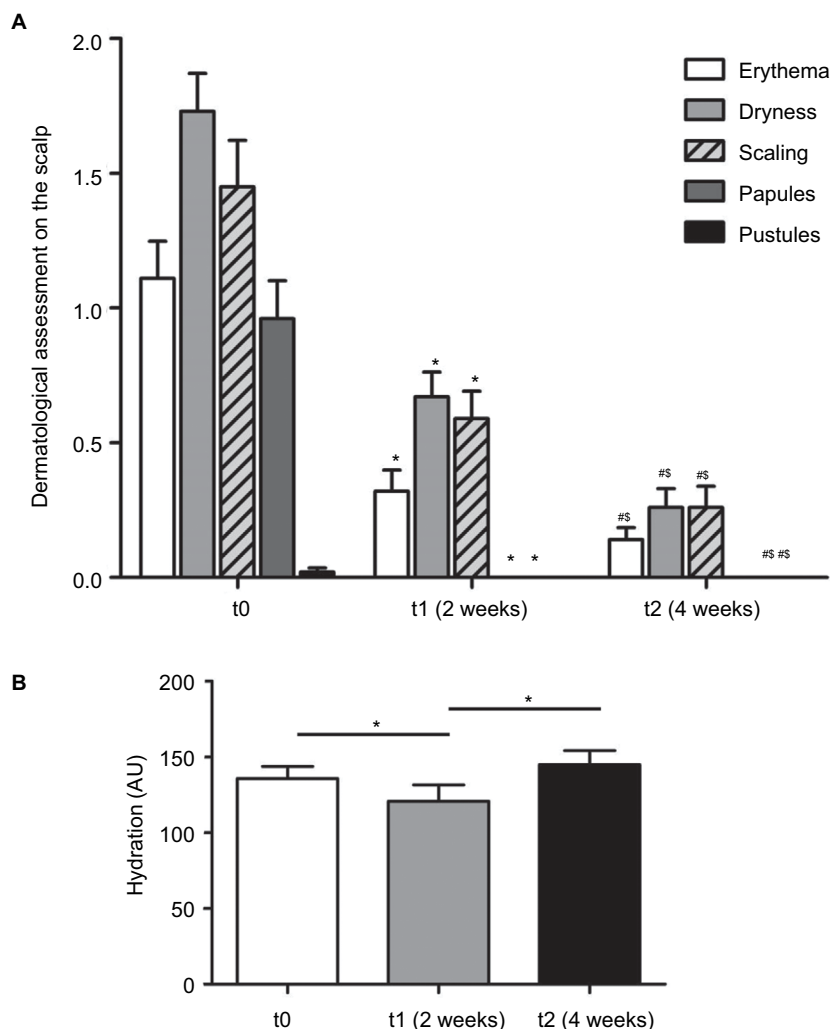 A
Dermatological assessment on the scalp
2.0
1.5
1.0
0.5
0.0
Erythema
Dryness
Scaling
Papules
Pustules
*
*
*
* *
#$
#$
#$
#$ #$
t0
t1 (2 weeks)
t2 (4 weeks)
B
Hydration (AU)
200
150
100
50
0
*
*
t0
t1 (2 weeks)
t2 (4 weeks)